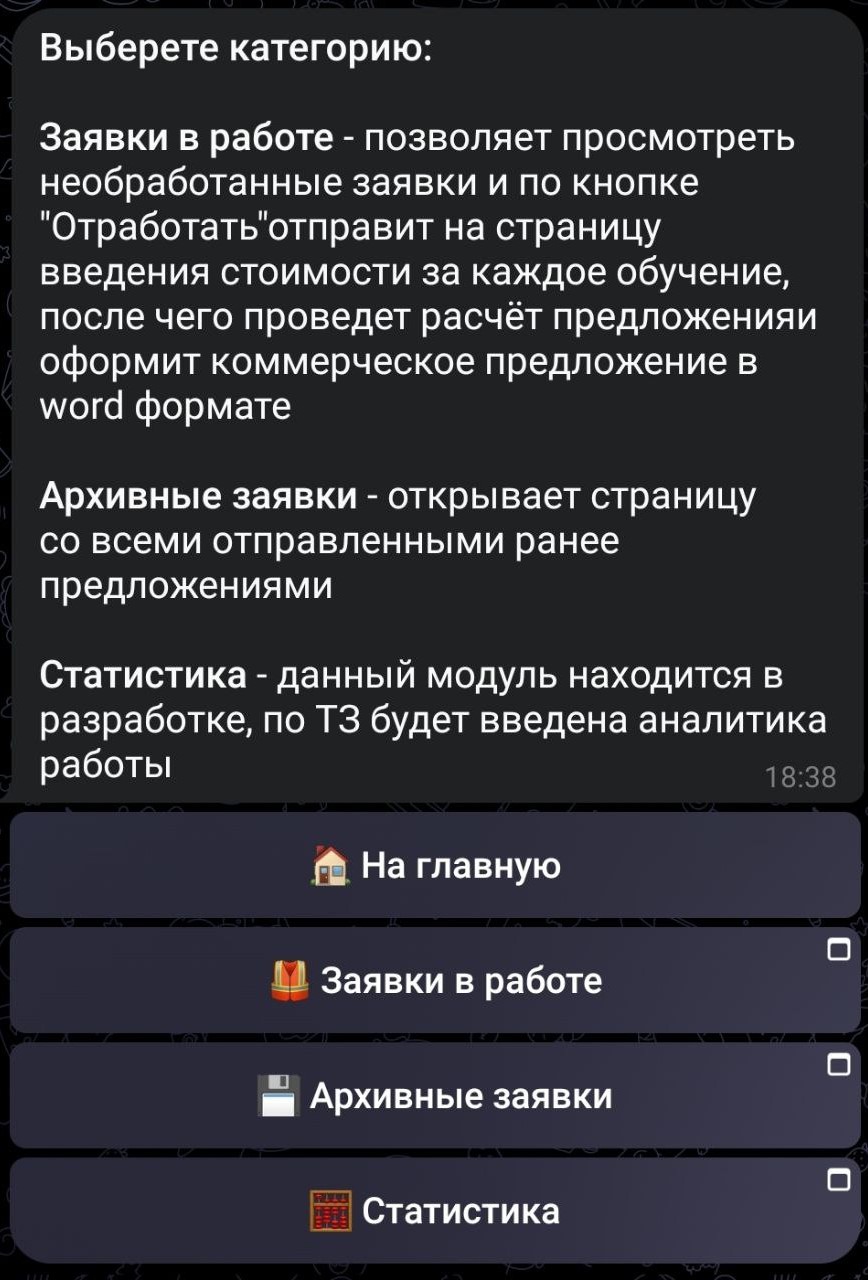 Выберете категорию:
Заявки в работе - позволяет просмотреть
необработанные заявки и по кнопке
"Отработать"отправит на страницу
введения стоимости за каждое обучение,
после чего проведет расчёт предложенияи
оформит коммерческое предложение в
word формате
Архивные заявки - открывает страницу
со всеми отправленными ранее
предложениями
Статистика - данный модуль находится в
разработке, по ТЗ будет введена аналитика
работы
18:38
На главную
Заявки в работе
Архивные заявки
Статистика